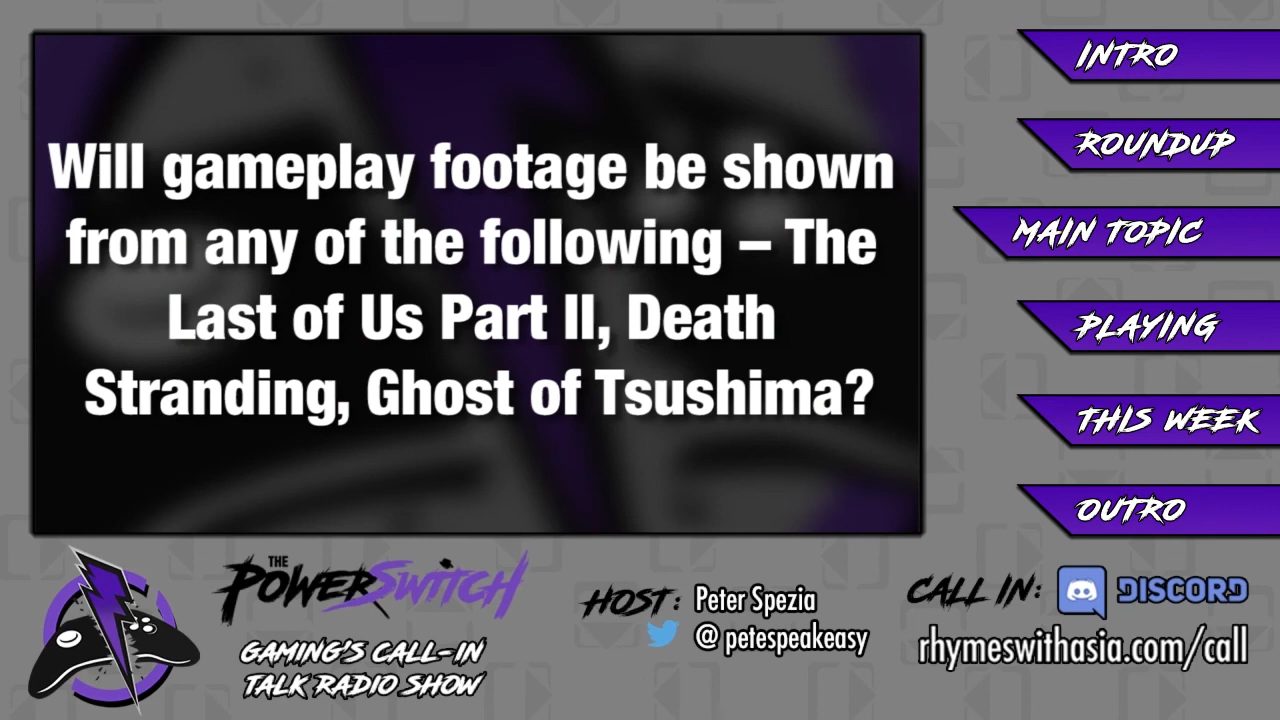 Will gameplay footage be shown
from any of the following – The
Last of Us Part II, Death
Stranding, Ghost of Tsushima?
INTRO
ROUNDUP
MAIN TOPIC
PLAYING
THIS WEEK
OUTRO
THE
POWERSWITCH
GAMING'S CALL-IN
TALK RADIO SHOW
HOST: Peter Spezia
@petespeakeasy
CALL IN: DISCORD
rhymeswithasia.com/call